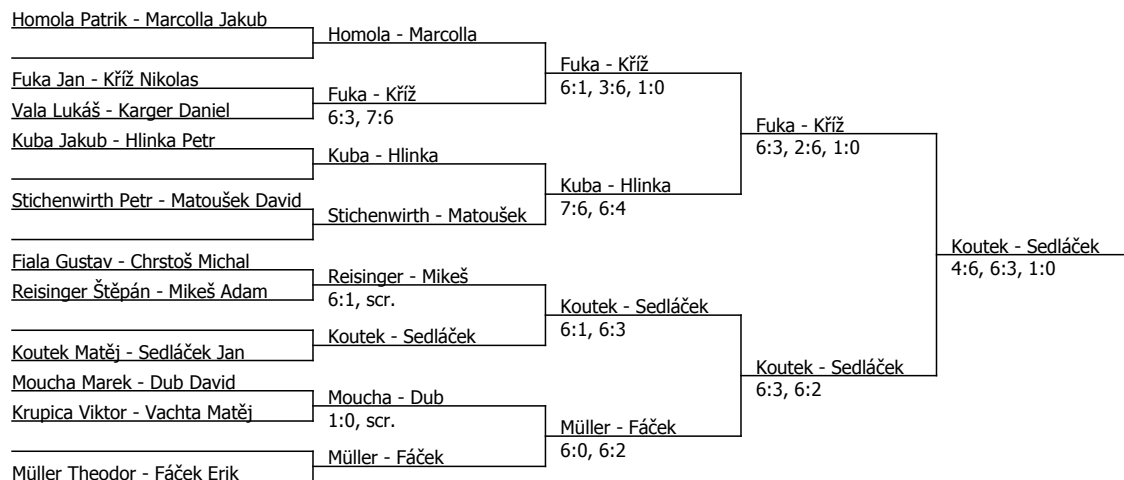 Homola Patrik - Marcolla Jakub
Fuka Jan - Kříž Nikolas
Vala Lukáš - Karger Daniel
Kuba Jakub - Hlinka Petr
Stichenwirth Petr - Matoušek David
Fiala Gustav - Chrstoš Michal
Reisinger Štěpán - Mikeš Adam
Koutek Matěj - Sedláček Jan
Moucha Marek - Dub David
Krupica Viktor - Vachta Matěj
Müller Theodor - Fáček Erik
Homola - Marcolla
Fuka - Kříž
6:3, 7:6
Kuba - Hlinka
Stichenwirth - Matoušek
Reisinger - Mikeš
6:1, scr.
Koutek - Sedláček
Moucha - Dub
1:0, scr.
Müller - Fáček
Fuka - Kříž
6:1, 3:6, 1:0
Kuba - Hlinka
7:6, 6:4
Koutek - Sedláček
6:1, 6:3
Müller - Fáček
6:0, 6:2
Fuka - Kříž
6:3, 2:6, 1:0
Koutek - Sedláček
6:3, 6:2
Koutek - Sedláček
4:6, 6:3, 1:0